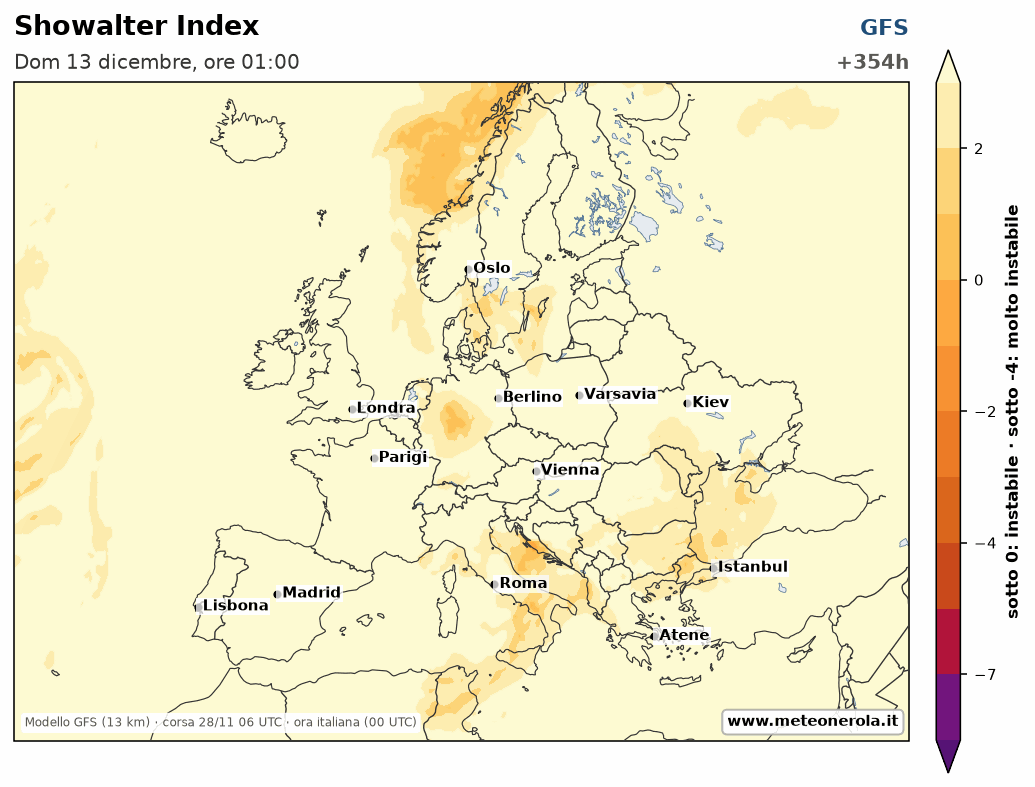 Showalter Index
GFS
Dom 13 dicembre, ore 01:00
+354h
Oslo
Berlino
Varsavia
Kiev
Londra
Parigi
Vienna
Istanbul
Roma
Madrid
Lisbona
Atene
Modello GFS (13 km) · corsa 28/11 06 UTC · ora italiana (00 UTC)
www.meteonerola.it
2
0
−2
−4
−7
sotto 0: instabile · sotto -4: molto instabile